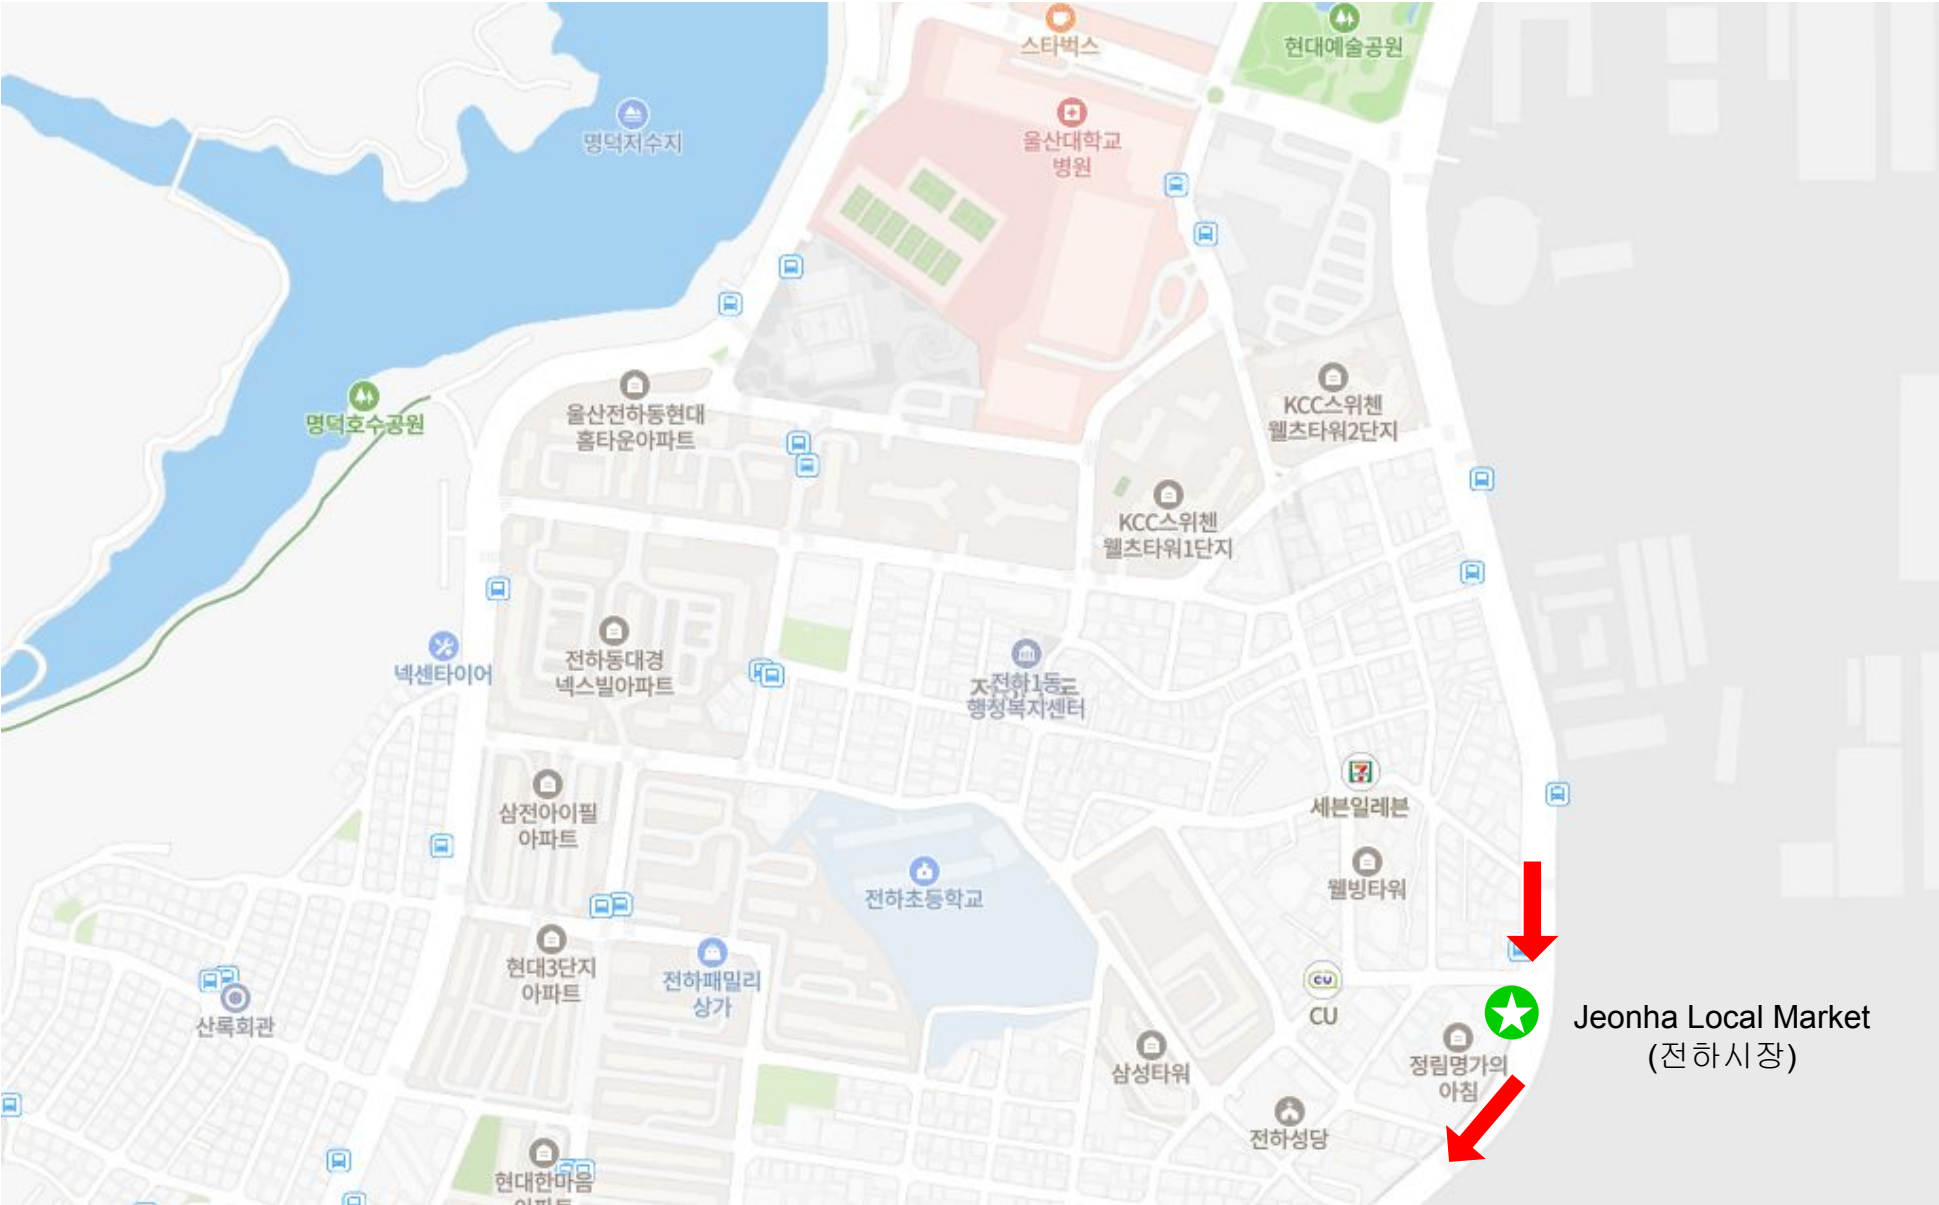 스타벅스
현대예술공원
명덕저수지
울산대학교
병원
KCC스위첸
웰츠타워2단지
울산전하동현대
홈타운아파트
명덕호수공원
KCC스위첸
웰츠타워1단지
넥센타이어
전하동대경
넥스빌아파트
전하1동
행정복지센터
7
세븐일레븐
삼전아이필
아파트
전하초등학교
웰빙타워
현대3단지
아파트
전하패밀리
상가
CU
CU
산록회관
Jeonha Local Market
(전하시장)
정림명가의
아침
삼성타워
전하성당
현대한마음